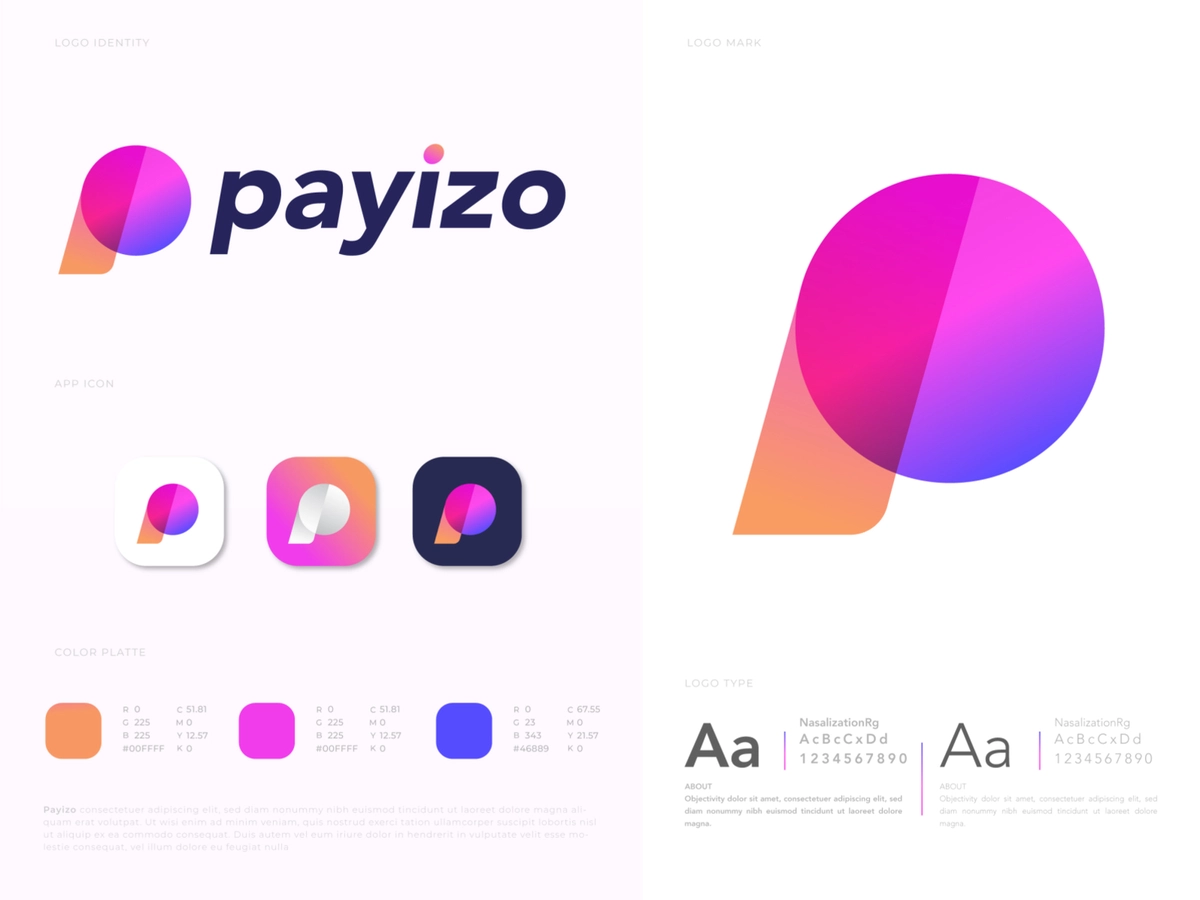 LOGO IDENTITY
payizo
APP ICON
COLOR PLATTE
R 0 C 51.81
G 225 M 0
B 225 Y 12.57
#00FFFF K 0
R 0 C 51.81
G 225 M 0
B 225 Y 12.57
#00FFFF K 0
R 0 C 67.55
G 23 M 0
B 343 Y 21.57
#46889 K 0
Payizo consectetuer adipiscing elit, sed diam nonummy nibh euismod tincidunt ut laoreet dolore magna ali-
quam erat volutpat. Ut wisi enim ad minim veniam, quis nostrud exerci tation ullamcorper suscipit lobortis nisl
ut aliquip ex ea commodo consequat. Duis autem vel eum iriure dolor in hendrerit in vulputate velit esse mo-
lestie consequat, vel illum dolore eu feugiat nulla
LOGO MARK
LOGO TYPE
Aa
NasalizationRg
AcBcCxDd
1234567890
ABOUT
Objectivity dolor sit amet, consectetuer adipiscing elit, sed
diam nonummy nibh euismod tincidunt ut laoreet dolore
magna.
Aa
NasalizationRg
AcBcCxDd
1234567890
ABOUT
Objectivity dolor sit amet, consectetuer adipiscing elit, sed
diam nonummy nibh euismod tincidunt ut laoreet dolore
magna.